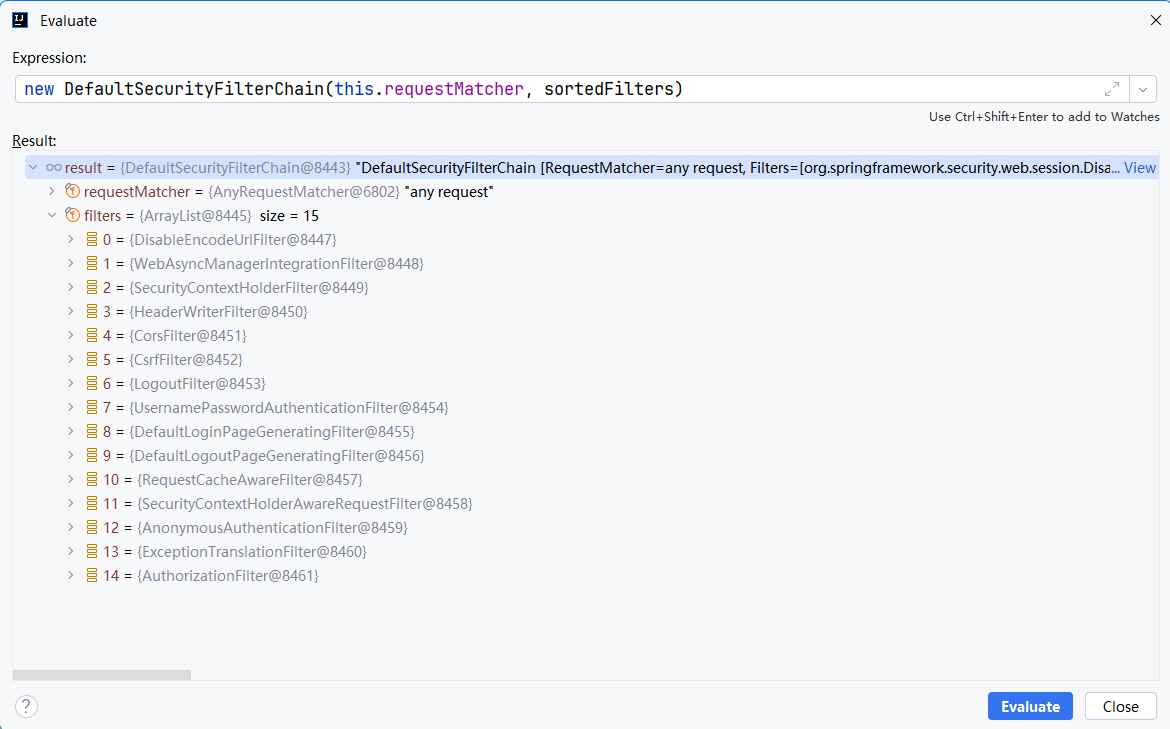 Evaluate
Expression:
new DefaultSecurityFilterChain(this.requestMatcher, sortedFilters)
Use Ctrl+Shift+Enter to add to Watches
Result:
result = {DefaultSecurityFilterChain@8443} "DefaultSecurityFilterChain [RequestMatcher=any request, Filters=[org.springframework.security.web.session.Disa... View
requestMatcher = {AnyRequestMatcher@6802} "any request"
filters = {ArrayList@8445} size = 15
0 = {DisableEncodeUrlFilter@8447}
1 = {WebAsyncManagerIntegrationFilter@8448}
2 = {SecurityContextHolderFilter@8449}
3 = {HeaderWriterFilter@8450}
4 = {CorsFilter@8451}
5 = {CsrfFilter@8452}
6 = {LogoutFilter@8453}
7 = {UsernamePasswordAuthenticationFilter@8454}
8 = {DefaultLoginPageGeneratingFilter@8455}
9 = {DefaultLogoutPageGeneratingFilter@8456}
10 = {RequestCacheAwareFilter@8457}
11 = {SecurityContextHolderAwareRequestFilter@8458}
12 = {AnonymousAuthenticationFilter@8459}
13 = {ExceptionTranslationFilter@8460}
14 = {AuthorizationFilter@8461}
?
Evaluate
Close